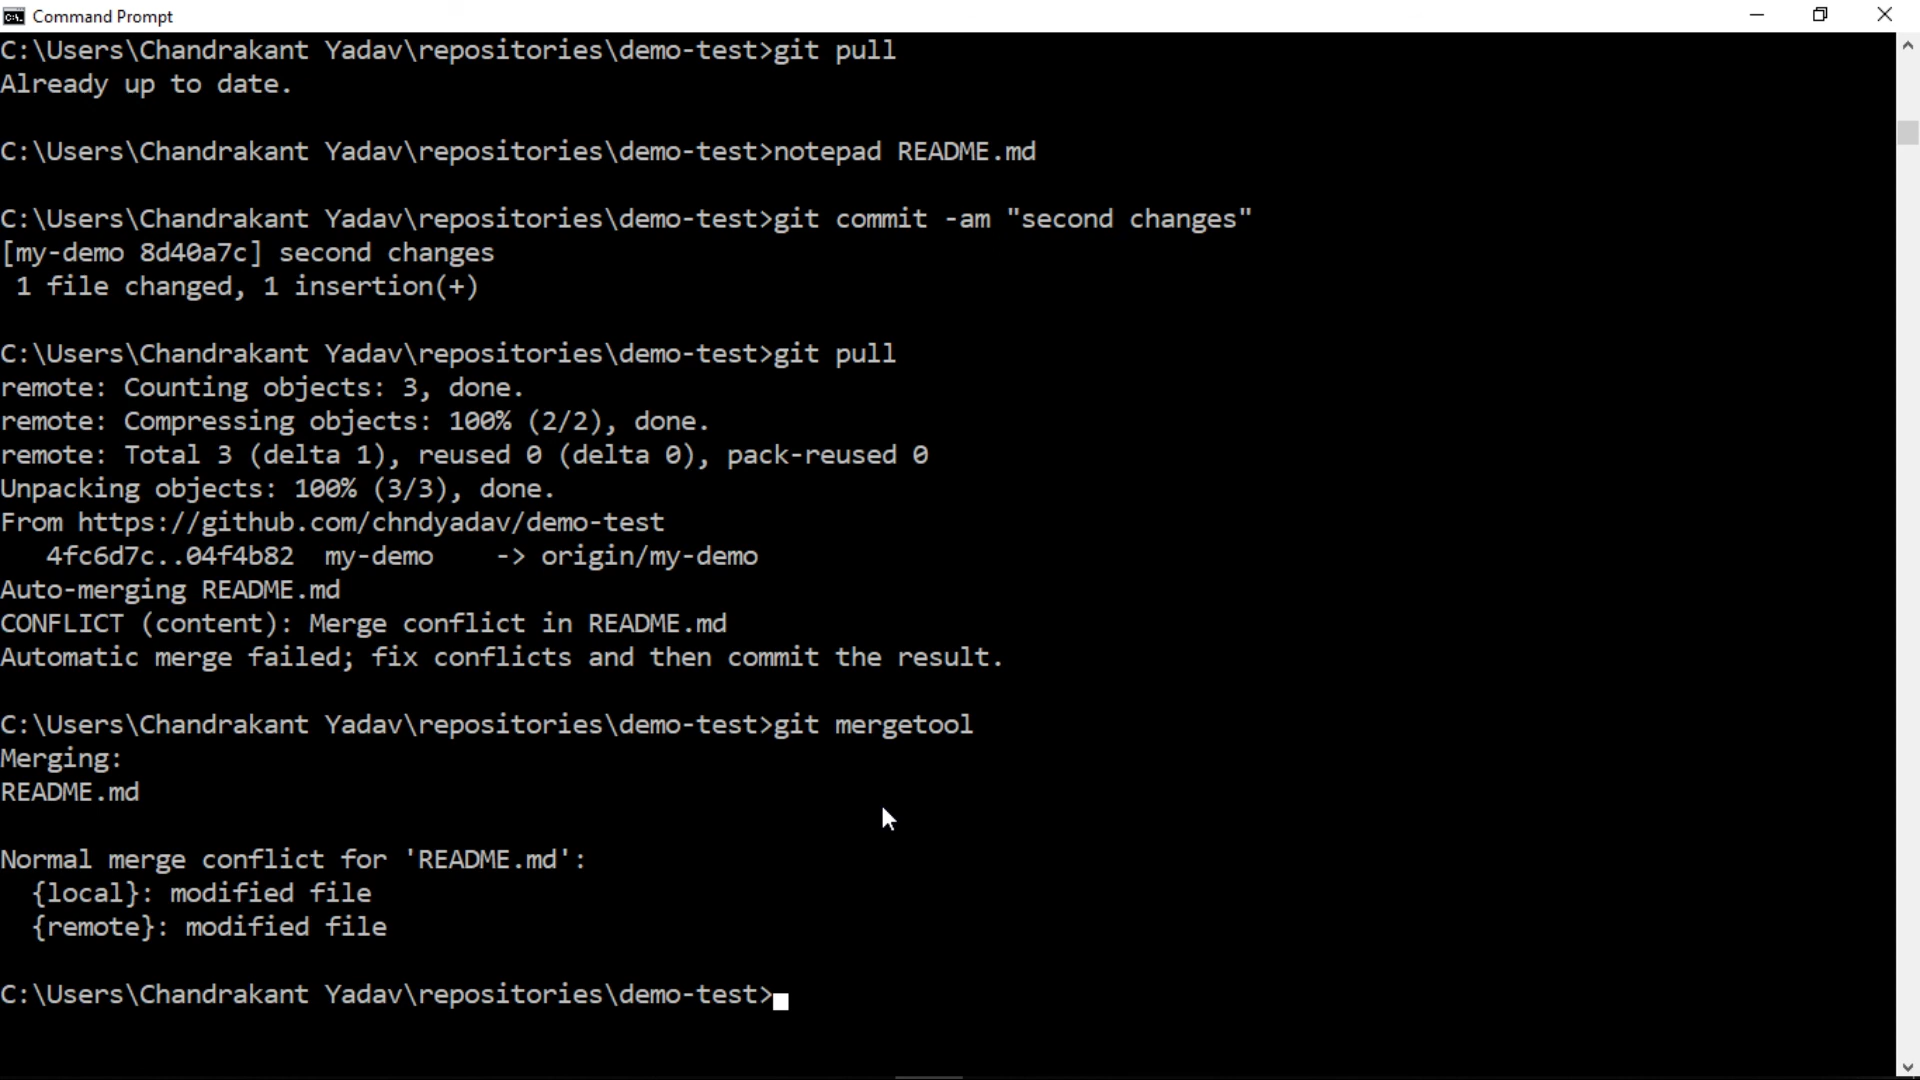 Command Prompt
C:\Users\Chandrakant Yadav\repositories\demo-test>git pull
Already up to date.
C:\Users\Chandrakant Yadav\repositories\demo-test>notepad README.md
C:\Users\Chandrakant Yadav\repositories\demo-test>git commit -am "second changes"
[my-demo 8d40a7c] second changes
 1 file changed, 1 insertion(+)
C:\Users\Chandrakant Yadav\repositories\demo-test>git pull
remote: Counting objects: 3, done.
remote: Compressing objects: 100% (2/2), done.
remote: Total 3 (delta 1), reused 0 (delta 0), pack-reused 0
Unpacking objects: 100% (3/3), done.
From https://github.com/chndyadav/demo-test
   4fc6d7c..04f4b82  my-demo    -> origin/my-demo
Auto-merging README.md
CONFLICT (content): Merge conflict in README.md
Automatic merge failed; fix conflicts and then commit the result.
C:\Users\Chandrakant Yadav\repositories\demo-test>git mergetool
Merging:
README.md
Normal merge conflict for 'README.md':
  {local}: modified file
  {remote}: modified file
C:\Users\Chandrakant Yadav\repositories\demo-test>